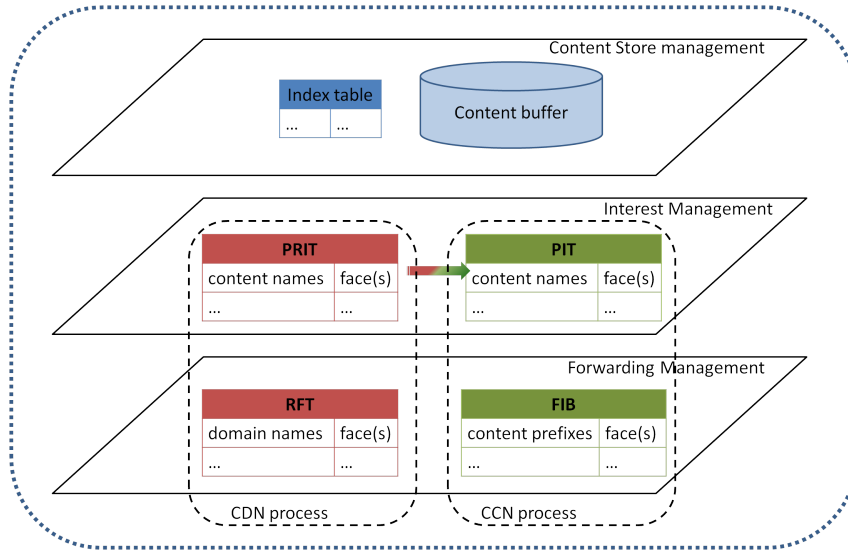 Content Store management
Index table
... ...
Content buffer
Interest Management
PRIT
content names face(s)
... ...
PIT
content names face(s)
... ...
Forwarding Management
RFT
domain names face(s)
... ...
FIB
content prefixes face(s)
... ...
CDN process
CCN process